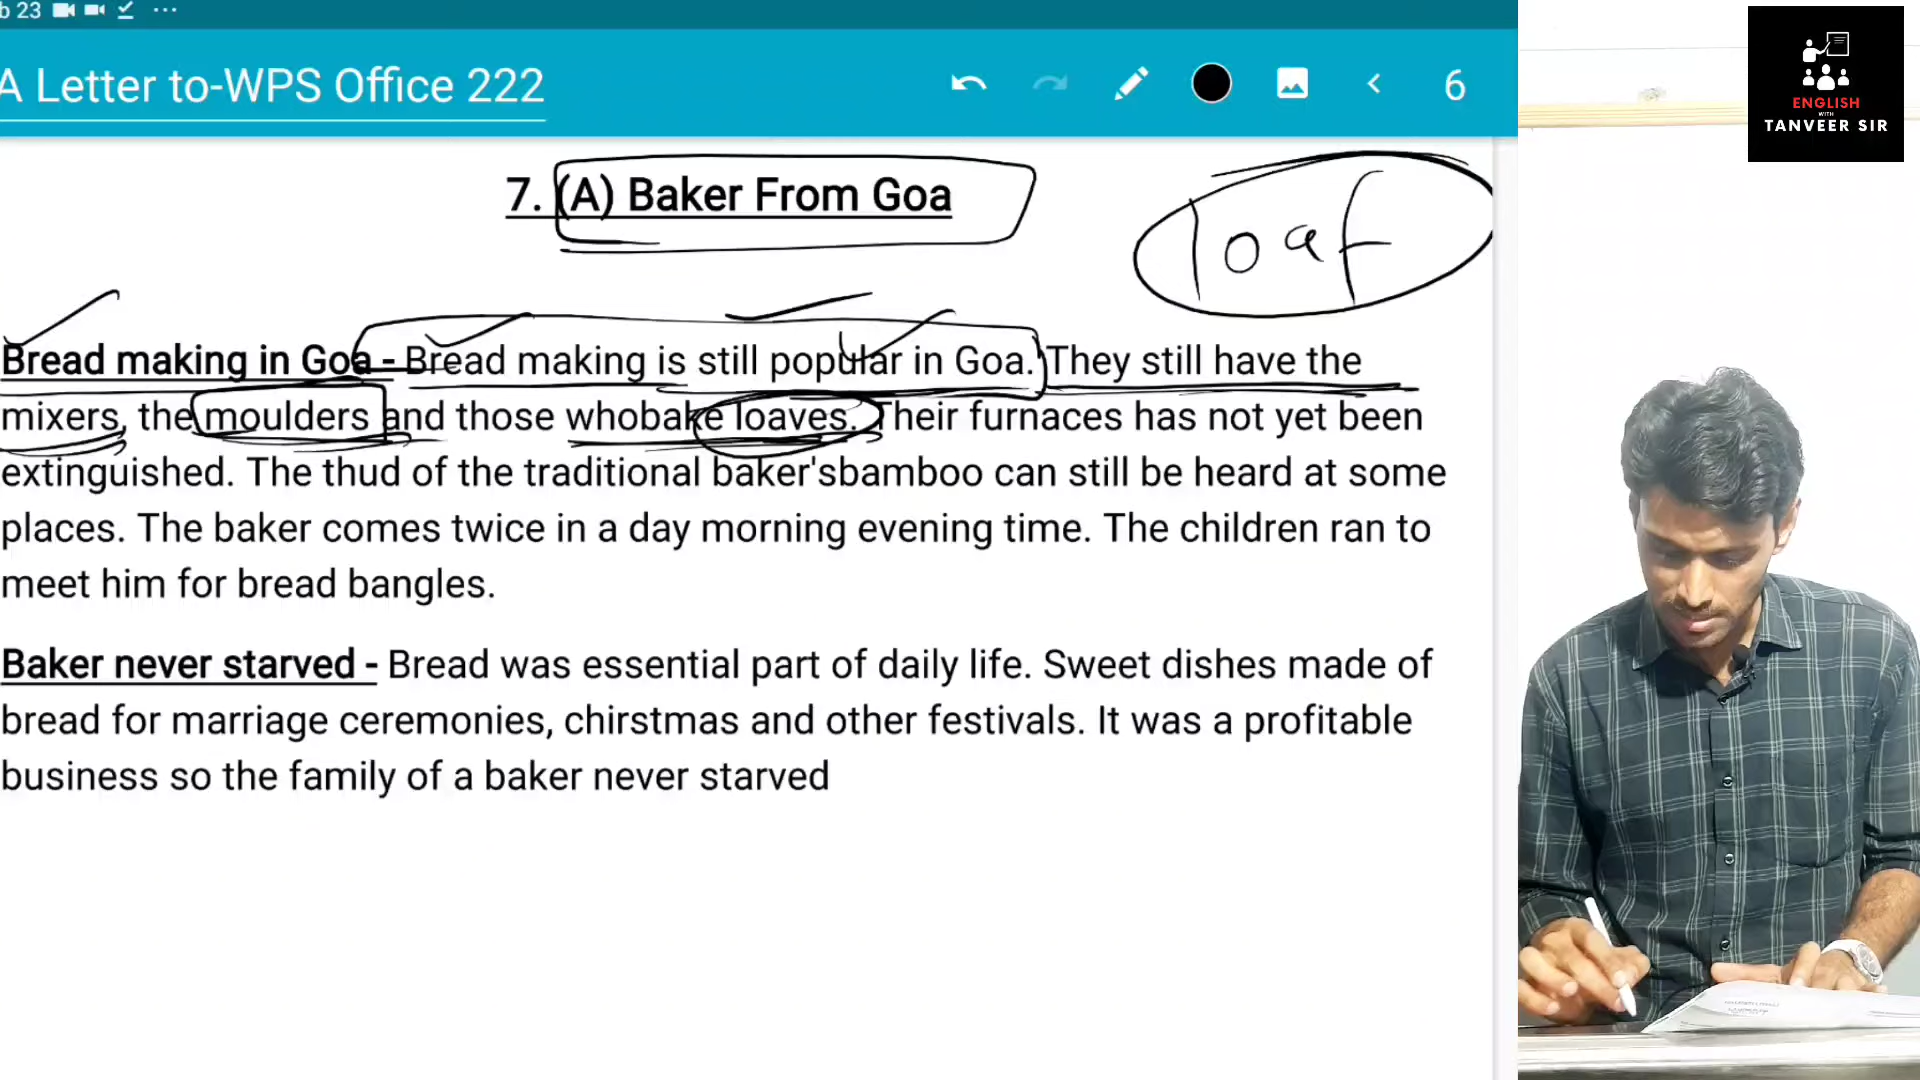 b 23
A Letter to-WPS Office 222
6
ENGLISH
WITH
TANVEER SIR
7. (A) Baker From Goa
loaf
Bread making in Goa - Bread making is still popular in Goa. They still have the
mixers, the moulders and those whobake loaves. Their furnaces has not yet been
extinguished. The thud of the traditional baker'sbamboo can still be heard at some
places. The baker comes twice in a day morning evening time. The children ran to
meet him for bread bangles.
Baker never starved - Bread was essential part of daily life. Sweet dishes made of
bread for marriage ceremonies, chirstmas and other festivals. It was a profitable
business so the family of a baker never starved